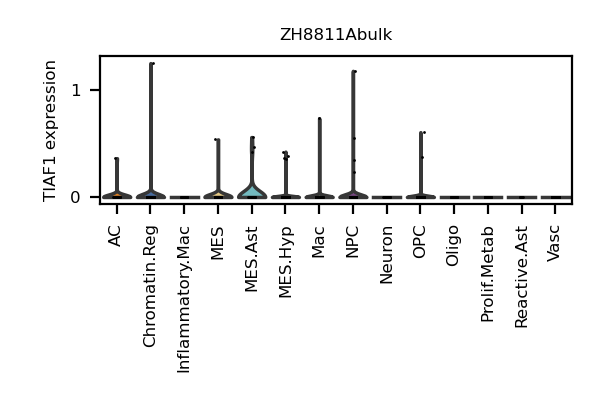 ZH8811Abulk
TIAF1 expression
1
0
AC
Chromatin.Reg
Inflammatory.Mac
MES
MES.Ast
MES.Hyp
Mac
NPC
Neuron
OPC
Oligo
Prolif.Metab
Reactive.Ast
Vasc